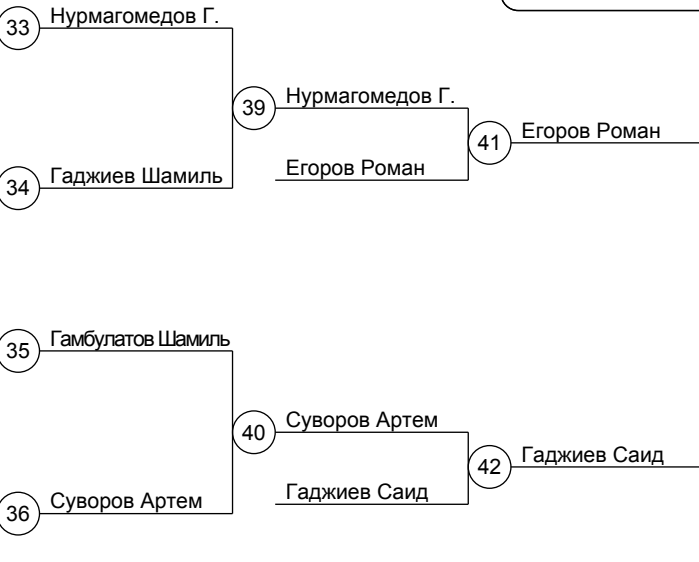 33
Нурмагомедов Г.
39
Нурмагомедов Г.
41
Егоров Роман
Егоров Роман
34
Гаджиев Шамиль
35
Гамбулатов Шамиль
40
Суворов Артем
42
Гаджиев Саид
Гаджиев Саид
36
Суворов Артем